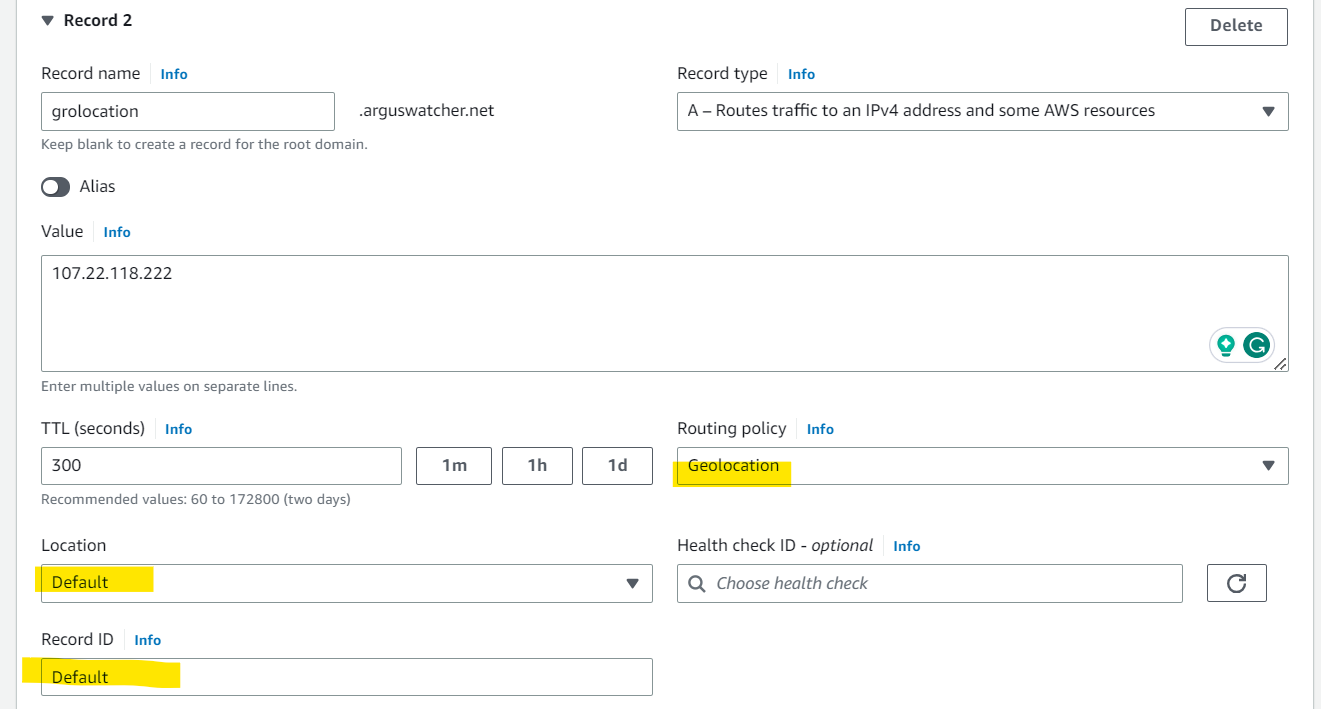 Record 2
Delete
Record name Info
Record type Info
grolocation .arguswatcher.net
A – Routes traffic to an IPv4 address and some AWS resources
Keep blank to create a record for the root domain.
Alias
Value Info
107.22.118.222
Enter multiple values on separate lines.
TTL (seconds) Info
Routing policy Info
300 1m 1h 1d
Geolocation
Recommended values: 60 to 172800 (two days)
Location
Health check ID - optional Info
Default
Choose health check
Record ID Info
Default